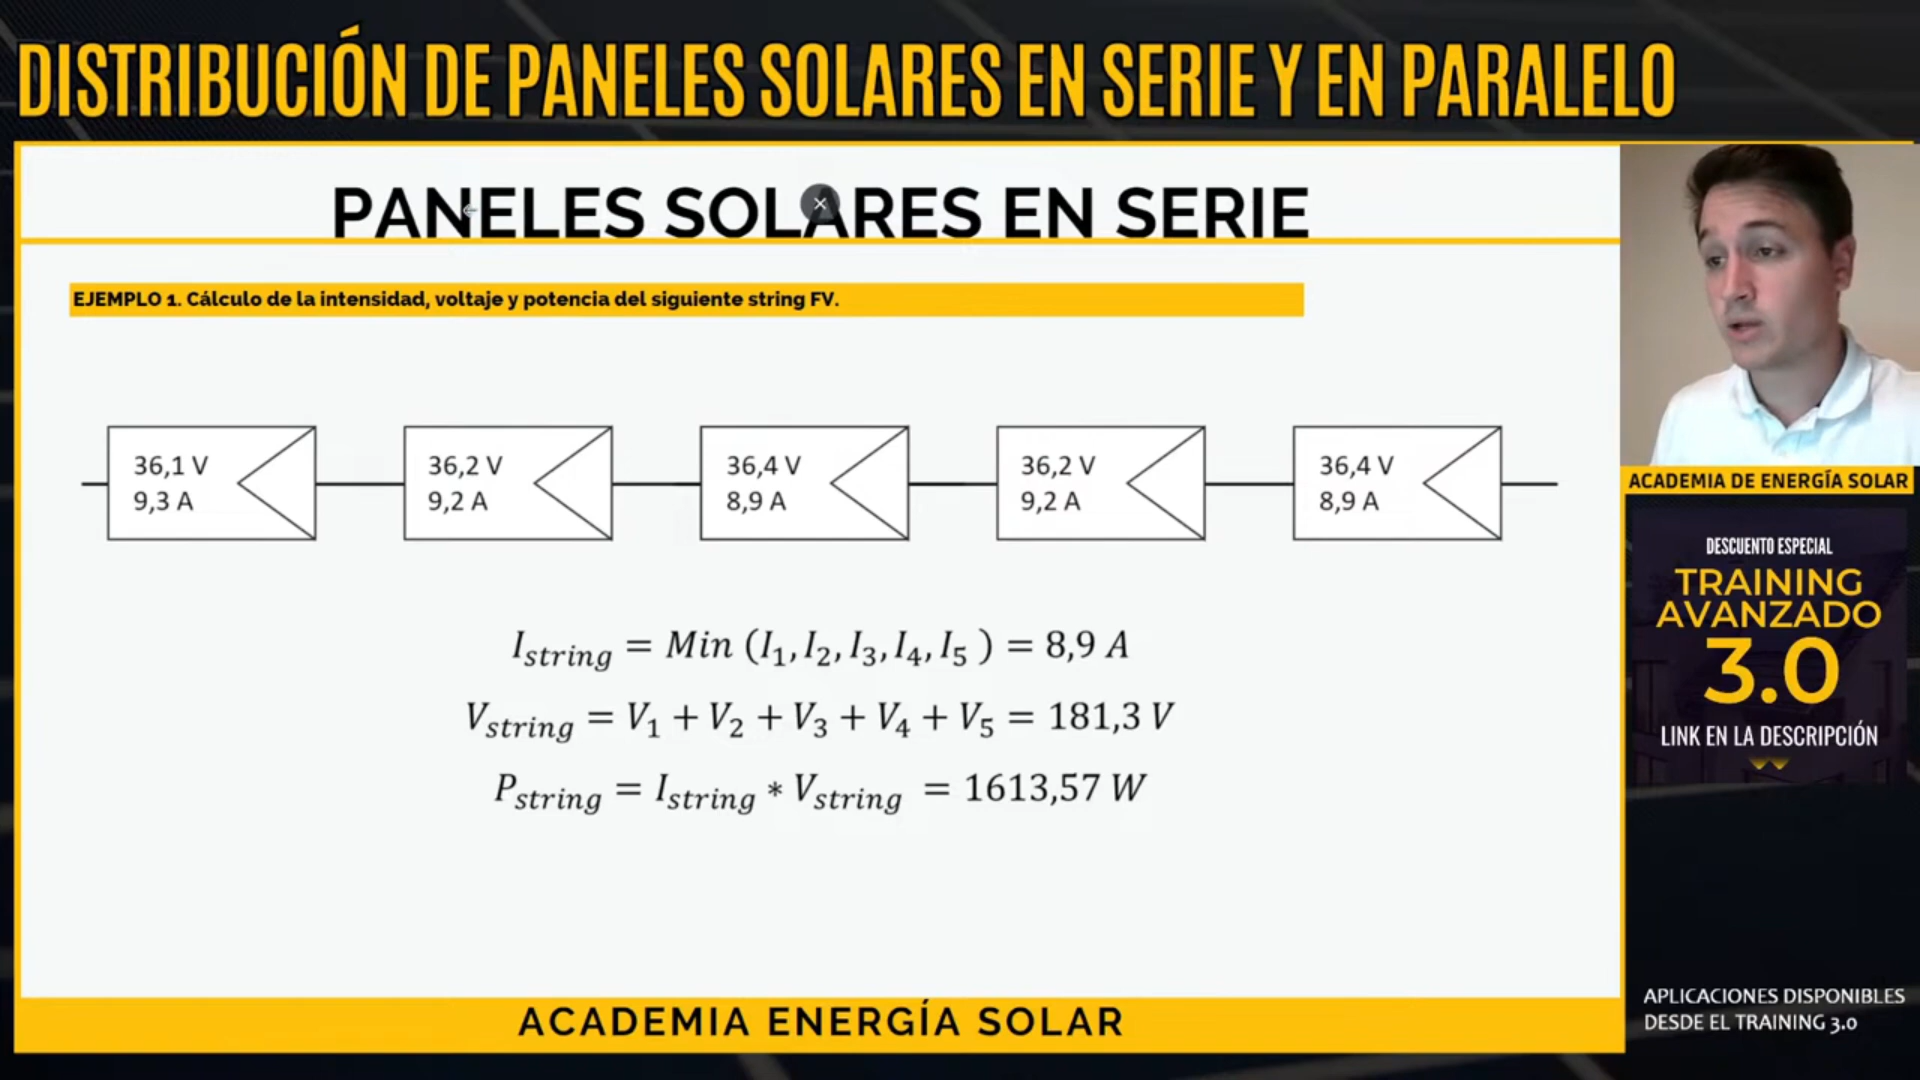 DISTRIBUCIÓN DE PANELES SOLARES EN SERIE Y EN PARALELO
PANELES SOLARES EN SERIE
EJEMPLO 1. Cálculo de la intensidad, voltaje y potencia del siguiente string FV.
36,1 V
9,3 A
36,2 V
9,2 A
36,4 V
8,9 A
36,2 V
9,2 A
36,4 V
8,9 A
I_string = Min (I₁, I₂, I₃, I₄, I₅ ) = 8,9 A
V_string = V₁ + V₂ + V₃ + V₄ + V₅ = 181,3 V
P_string = I_string * V_string = 1613,57 W
ACADEMIA ENERGÍA SOLAR
ACADEMIA DE ENERGÍA SOLAR
DESCUENTO ESPECIAL
TRAINING
AVANZADO
3.0
LINK EN LA DESCRIPCIÓN
APLICACIONES DISPONIBLES
DESDE EL TRAINING 3.0